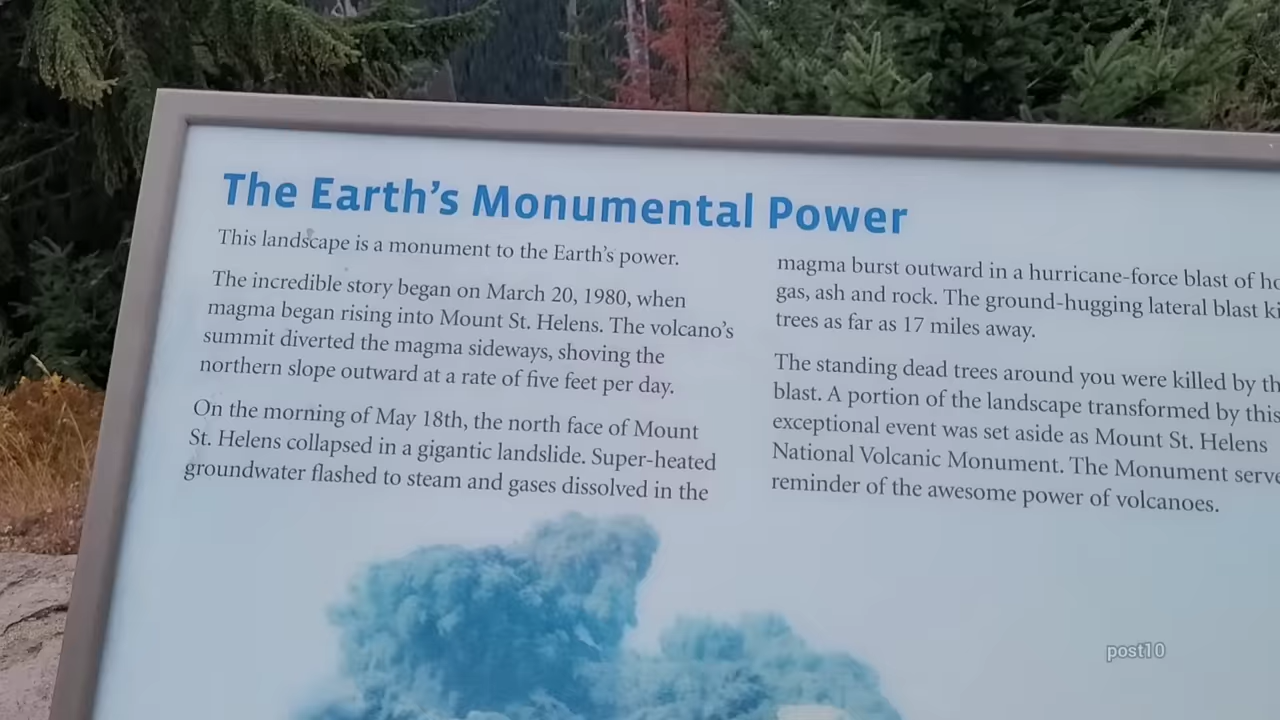 The Earth's Monumental Power
This landscape is a monument to the Earth's power.
The incredible story began on March 20, 1980, when
magma began rising into Mount St. Helens. The volcano's
summit diverted the magma sideways, shoving the
northern slope outward at a rate of five feet per day.
On the morning of May 18th, the north face of Mount
St. Helens collapsed in a gigantic landslide. Super-heated
groundwater flashed to steam and gases dissolved in the
magma burst outward in a hurricane-force blast of
gas, ash and rock. The ground-hugging lateral blast
trees as far as 17 miles away.
The standing dead trees around you were killed by
blast. A portion of the landscape transformed by this
exceptional event was set aside as Mount St. Helens
National Volcanic Monument. The Monument
reminder of the awesome power of volcanoes.
post10